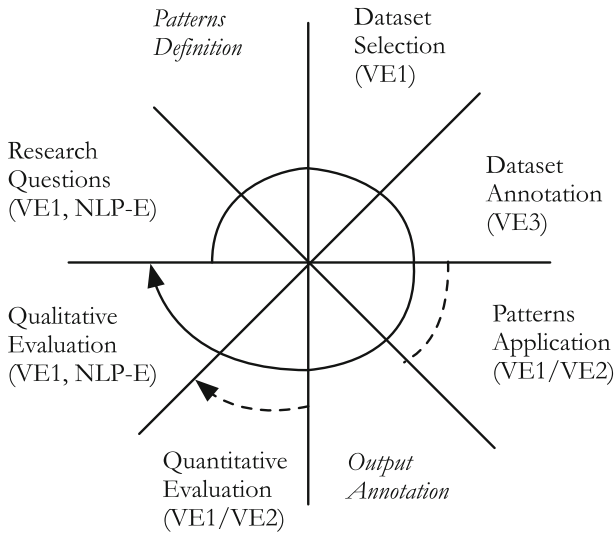 Patterns
Definition
Dataset
Selection
(VE1)
Research
Questions
(VE1, NLP-E)
Dataset
Annotation
(VE3)
Qualitative
Evaluation
(VE1, NLP-E)
Patterns
Application
(VE1/VE2)
Quantitative
Evaluation
(VE1/VE2)
Output
Annotation